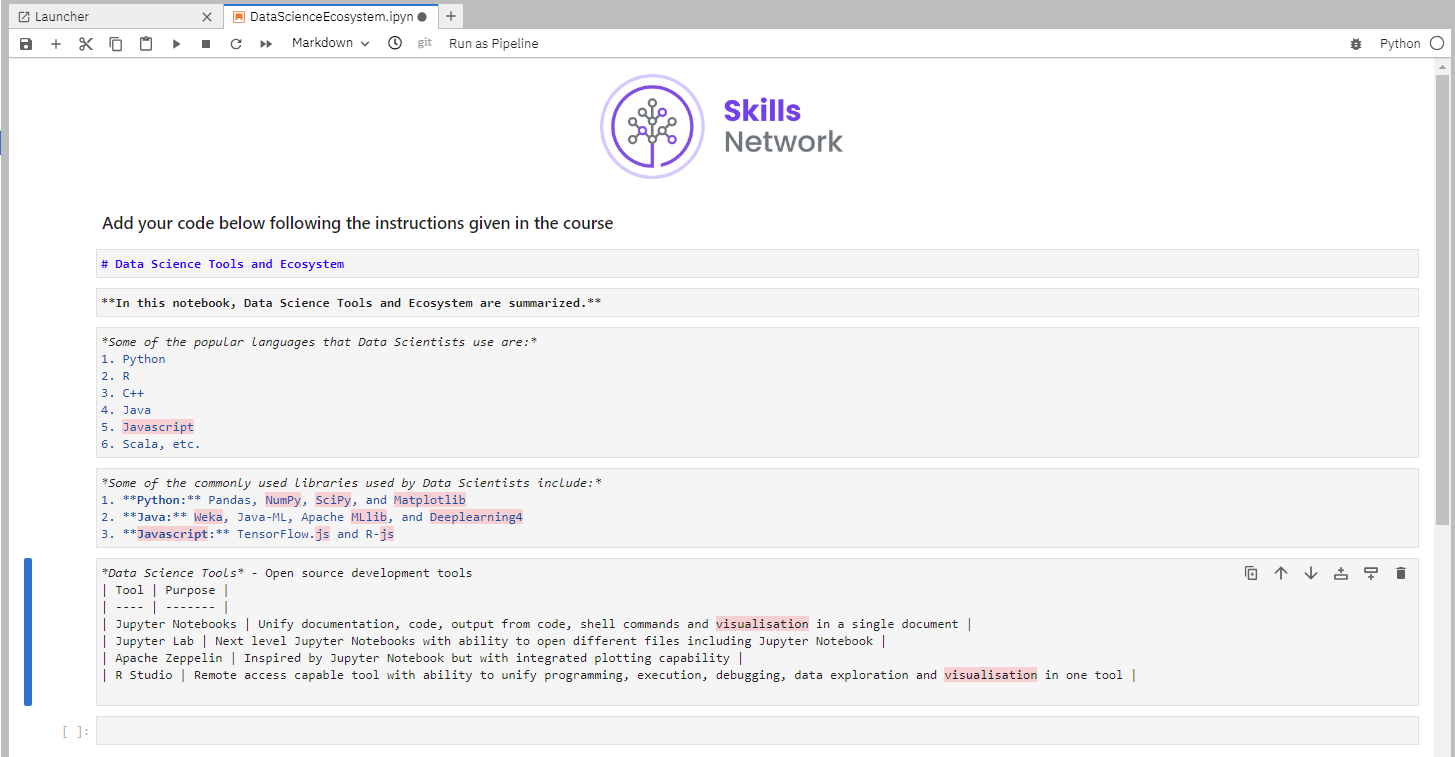 Launcher
DataScienceEcosystem.ipyn
Markdown
git
Run as Pipeline
Python
Skills
Network
Add your code below following the instructions given in the course
# Data Science Tools and Ecosystem
**In this notebook, Data Science Tools and Ecosystem are summarized.**
*Some of the popular languages that Data Scientists use are:*
1. Python
2. R
3. C++
4. Java
5. Javascript
6. Scala, etc.
*Some of the commonly used libraries used by Data Scientists include:*
1. **Python:** Pandas, NumPy, SciPy, and Matplotlib
2. **Java:** Weka, Java-ML, Apache MLlib, and Deeplearning4
3. **Javascript:** TensorFlow.js and R-js
*Data Science Tools* - Open source development tools
| Tool | Purpose |
| ---- | ------- |
| Jupyter Notebooks | Unify documentation, code, output from code, shell commands and visualisation in a single document |
| Jupyter Lab | Next level Jupyter Notebooks with ability to open different files including Jupyter Notebook |
| Apache Zeppelin | Inspired by Jupyter Notebook but with integrated plotting capability |
| R Studio | Remote access capable tool with ability to unify programming, execution, debugging, data exploration and visualisation in one tool |
[ ]: